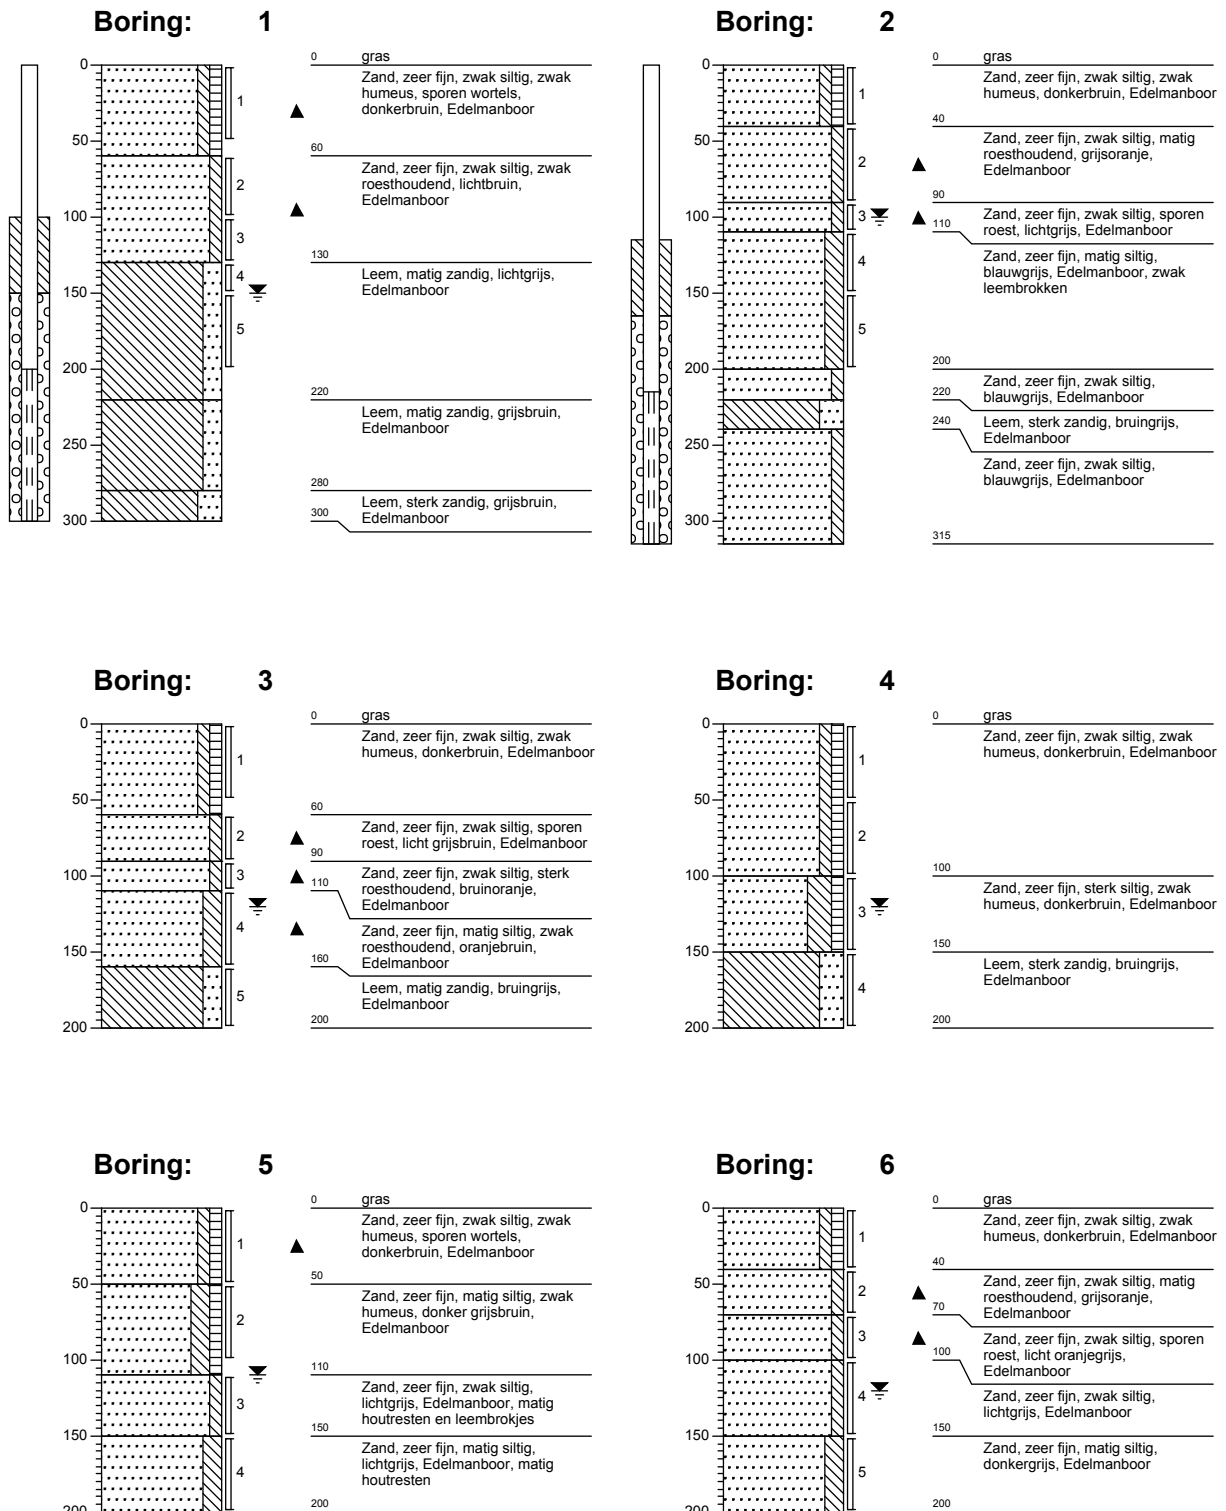 Boring: 1
0 gras
Zand, zeer fijn, zwak siltig, zwak
humeus, sporen wortels,
donkerbruin, Edelmanboor
60
Zand, zeer fijn, zwak siltig, zwak
roesthoudend, lichtbruin,
Edelmanboor
130
Leem, matig zandig, lichtgrijs,
Edelmanboor
220
Leem, matig zandig, grijsbruin,
Edelmanboor
280
Leem, sterk zandig, grijsbruin,
Edelmanboor
300
0
50
100
150
200
250
300
1
2
3
4
5
Boring: 2
0 gras
Zand, zeer fijn, zwak siltig, zwak
humeus, donkerbruin, Edelmanboor
40
Zand, zeer fijn, zwak siltig, matig
roesthoudend, grijsoranje,
Edelmanboor
90
Zand, zeer fijn, zwak siltig, sporen
roest, lichtgrijs, Edelmanboor
110
Zand, zeer fijn, matig siltig,
blauwgrijs, Edelmanboor, zwak
leembrokken
200
Zand, zeer fijn, zwak siltig,
blauwgrijs, Edelmanboor
220
Leem, sterk zandig, bruingrijs,
Edelmanboor
240
Zand, zeer fijn, zwak siltig,
blauwgrijs, Edelmanboor
315
0
50
100
150
200
250
300
1
2
3
4
5
Boring: 3
0 gras
Zand, zeer fijn, zwak siltig, zwak
humeus, donkerbruin, Edelmanboor
60
Zand, zeer fijn, zwak siltig, sporen
roest, licht grijsbruin, Edelmanboor
90
Zand, zeer fijn, zwak siltig, sterk
roesthoudend, bruinoranje,
Edelmanboor
110
Zand, zeer fijn, matig siltig, zwak
roesthoudend, oranjebruin,
Edelmanboor
160
Leem, matig zandig, bruingrijs,
Edelmanboor
200
0
50
100
150
200
1
2
3
4
5
Boring: 4
0 gras
Zand, zeer fijn, zwak siltig, zwak
humeus, donkerbruin, Edelmanboor
100
Zand, zeer fijn, sterk siltig, zwak
humeus, donkerbruin, Edelmanboor
150
Leem, sterk zandig, bruingrijs,
Edelmanboor
200
0
50
100
150
200
1
2
3
4
Boring: 5
0 gras
Zand, zeer fijn, zwak siltig, zwak
humeus, sporen wortels,
donkerbruin, Edelmanboor
50
Zand, zeer fijn, matig siltig, zwak
humeus, donker grijsbruin,
Edelmanboor
110
Zand, zeer fijn, zwak siltig,
lichtgrijs, Edelmanboor, matig
houtresten en leembrokjes
150
Zand, zeer fijn, matig siltig,
lichtgrijs, Edelmanboor, matig
houtresten
200
0
50
100
150
200
1
2
3
4
Boring: 6
0 gras
Zand, zeer fijn, zwak siltig, zwak
humeus, donkerbruin, Edelmanboor
40
Zand, zeer fijn, zwak siltig, matig
roesthoudend, grijsoranje,
Edelmanboor
70
Zand, zeer fijn, zwak siltig, sporen
roest, licht oranjegrijs,
Edelmanboor
100
Zand, zeer fijn, zwak siltig,
lichtgrijs, Edelmanboor
150
Zand, zeer fijn, matig siltig,
donkergrijs, Edelmanboor
200
0
50
100
150
200
1
2
3
4
5